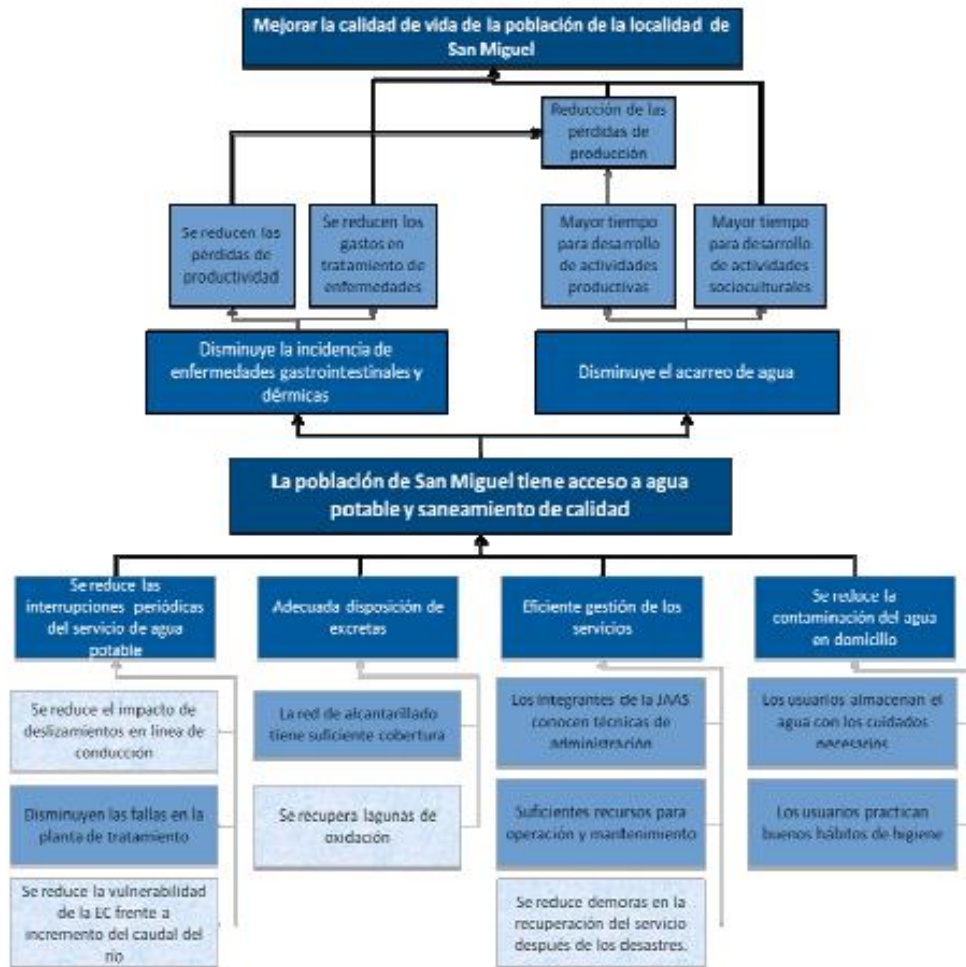 Mejorar la calidad de vida de la población de la localidad de
San Miguel
Reducción de las
pérdidas de
producción
Se reducen las
pérdidas de
productividad
Se reducen los
gastos en
tratamiento de
enfermedades
Mayor tiempo
para desarrollo
de actividades
productivas
Mayor tiempo
para desarrollo
de actividades
socioculturales
Disminuye la incidencia de
enfermedades gastrointestinales y
dérmicas
Disminuye el acarreo de agua
La población de San Miguel tiene acceso a agua
potable y saneamiento de calidad
Se reduce las
interrupciones periódicas
del servicio de agua
potable
Adecuada disposición de
excretas
Eficiente gestión de los
servicios
Se reduce la
contaminación del agua
en domicilio
Se reduce el impacto de
deslizamientos en línea de
conducción
La red de alcantarillado
tiene suficiente cobertura
Los integrantes de la JAAS
conocen técnicas de
administración
Los usuarios almacenan el
agua con los cuidados
necesarios
Disminuyen las fallas en la
planta de tratamiento
Se recupera lagunas de
oxidación
Suficientes recursos para
operación y mantenimiento
Los usuarios practican
buenos hábitos de higiene
Se reduce la vulnerabilidad
de la EC frente a
incremento del caudal del
río
Se reduce demoras en la
recuperación del servicio
después de los desastres.